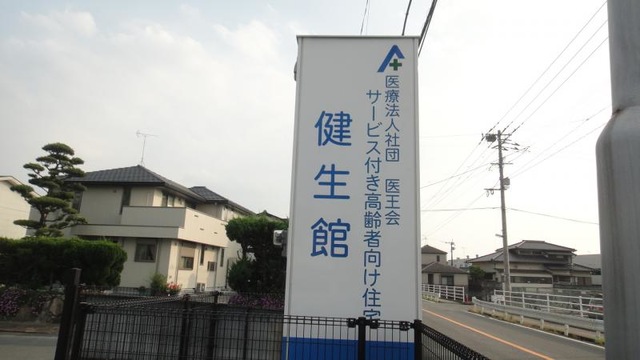 医療法人社団 医王会
サービス付き高齢者向け住宅
健生館